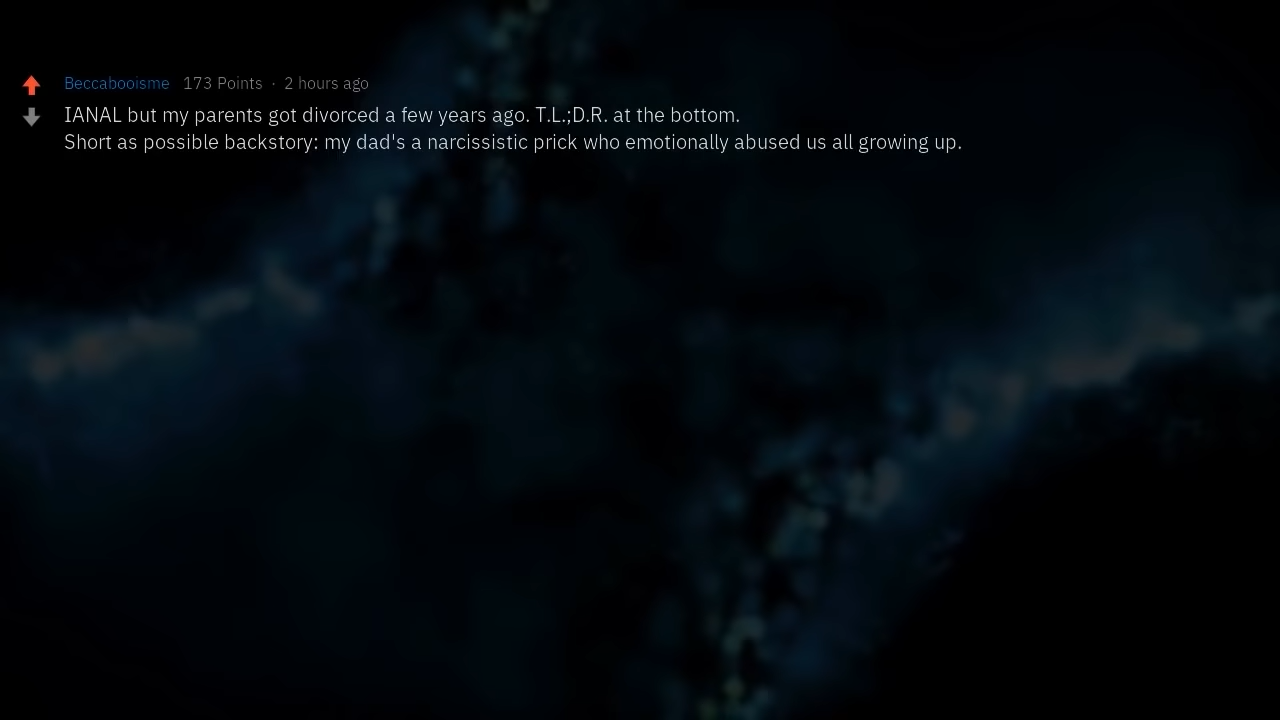 Beccabooisme 173 Points · 2 hours ago
IANAL but my parents got divorced a few years ago. T.L.;D.R. at the bottom.
Short as possible backstory: my dad's a narcissistic prick who emotionally abused us all growing up.